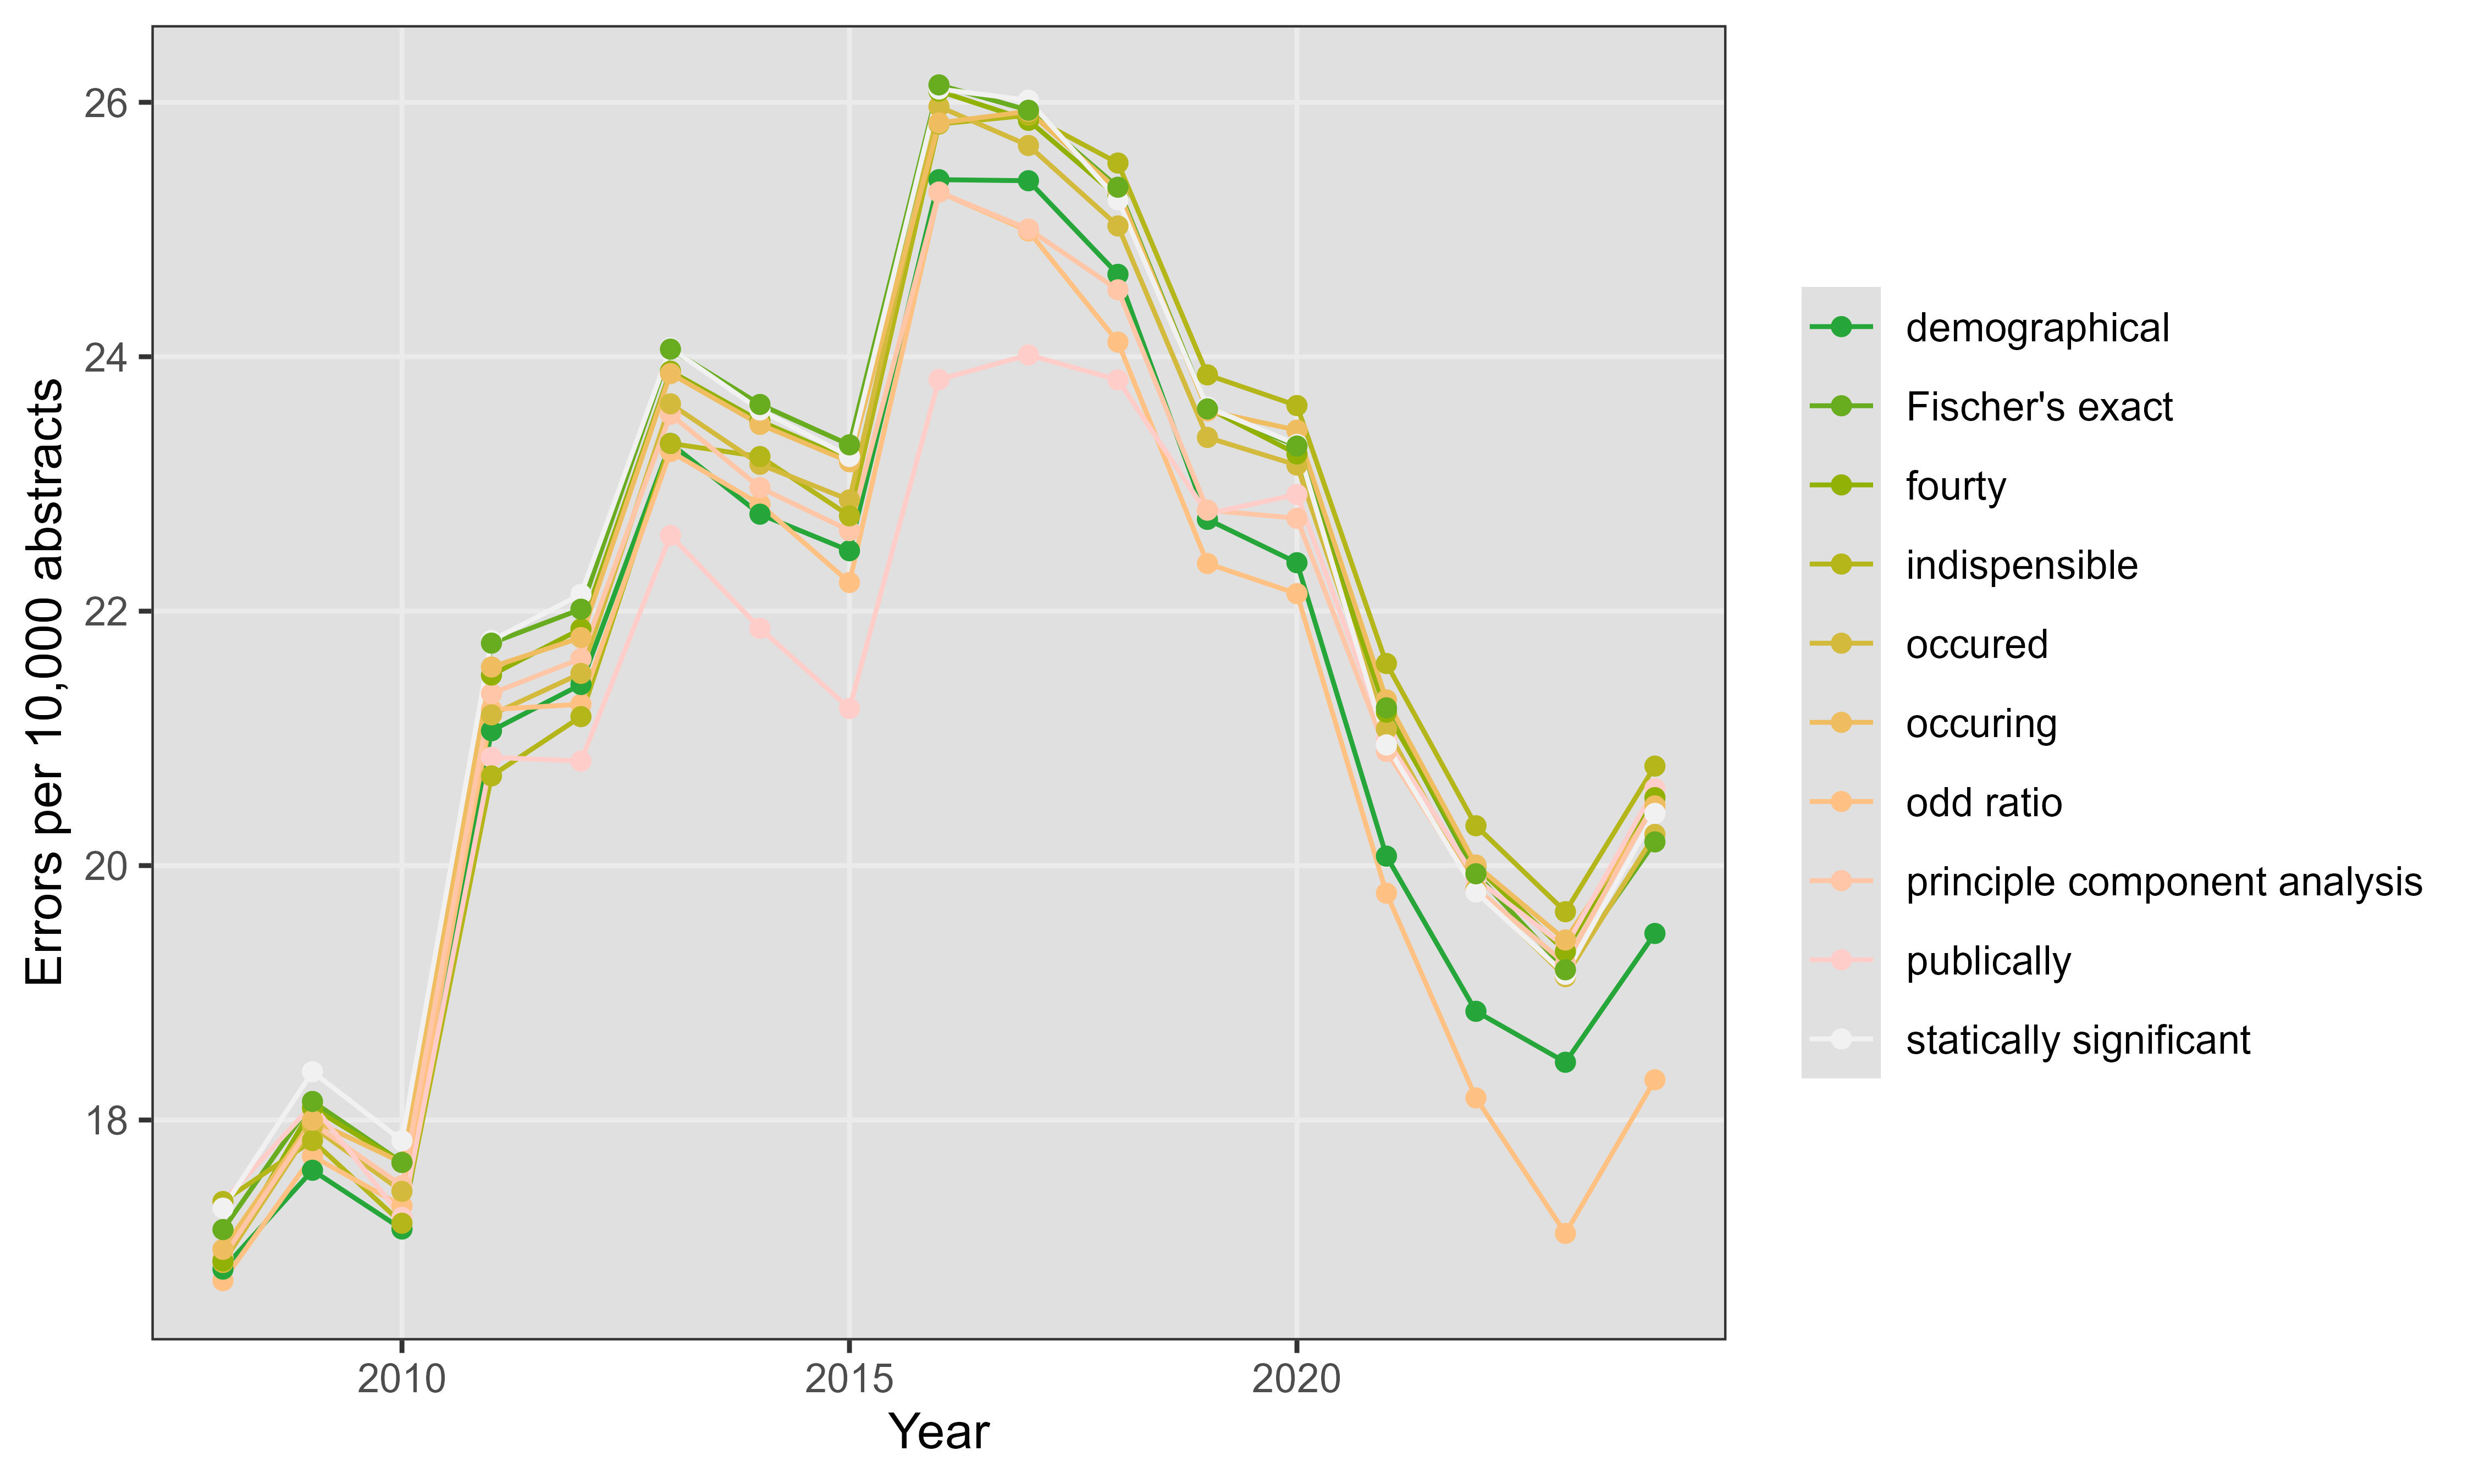 Errors per 10,000 abstracts
26
24
22
20
18
2010
2015
2020
Year
demographical
Fischer's exact
fourty
indispensible
occured
occuring
odd ratio
principle component analysis
publically
statically significant